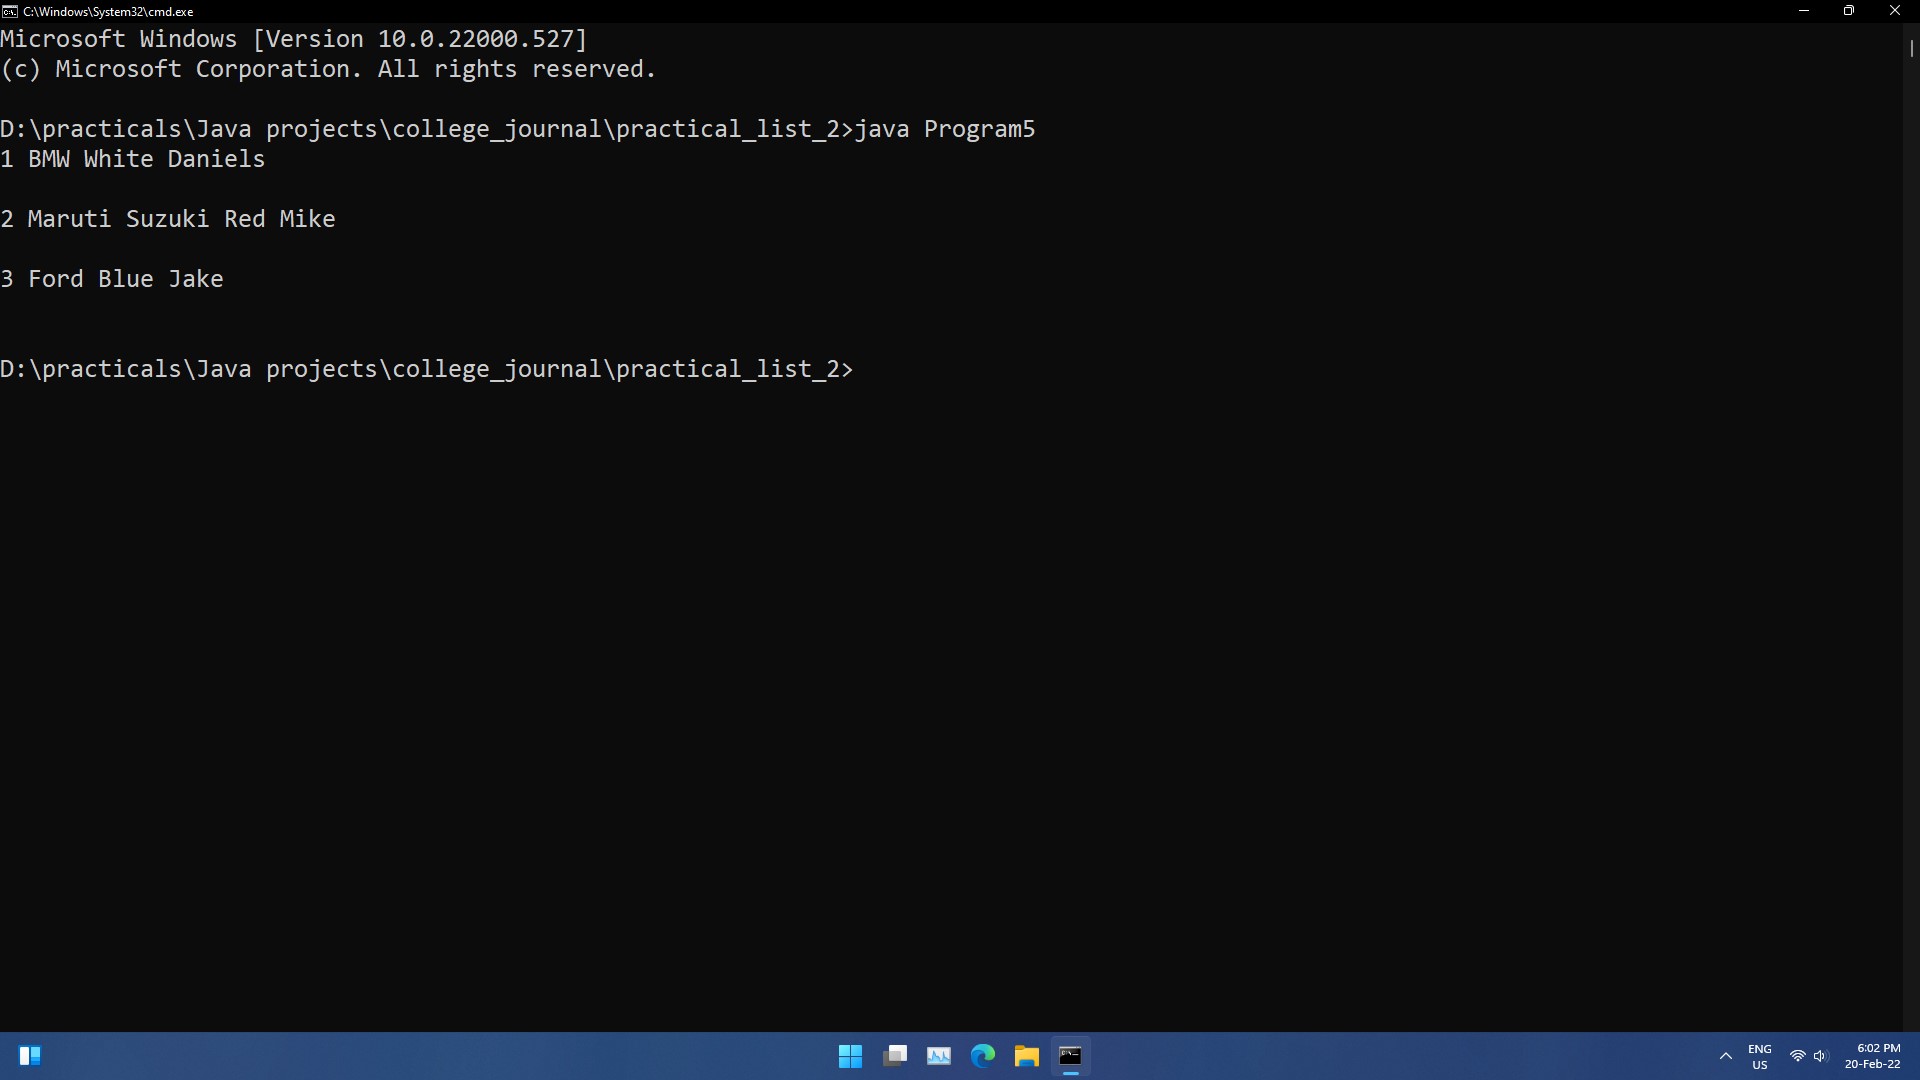 C:\Windows\System32\cmd.exe
Microsoft Windows [Version 10.0.22000.527]
(c) Microsoft Corporation. All rights reserved.
D:\practicals\Java projects\college_journal\practical_list_2>java Program5
1 BMW White Daniels
2 Maruti Suzuki Red Mike
3 Ford Blue Jake
D:\practicals\Java projects\college_journal\practical_list_2>
ENG
US
6:02 PM
20-Feb-22